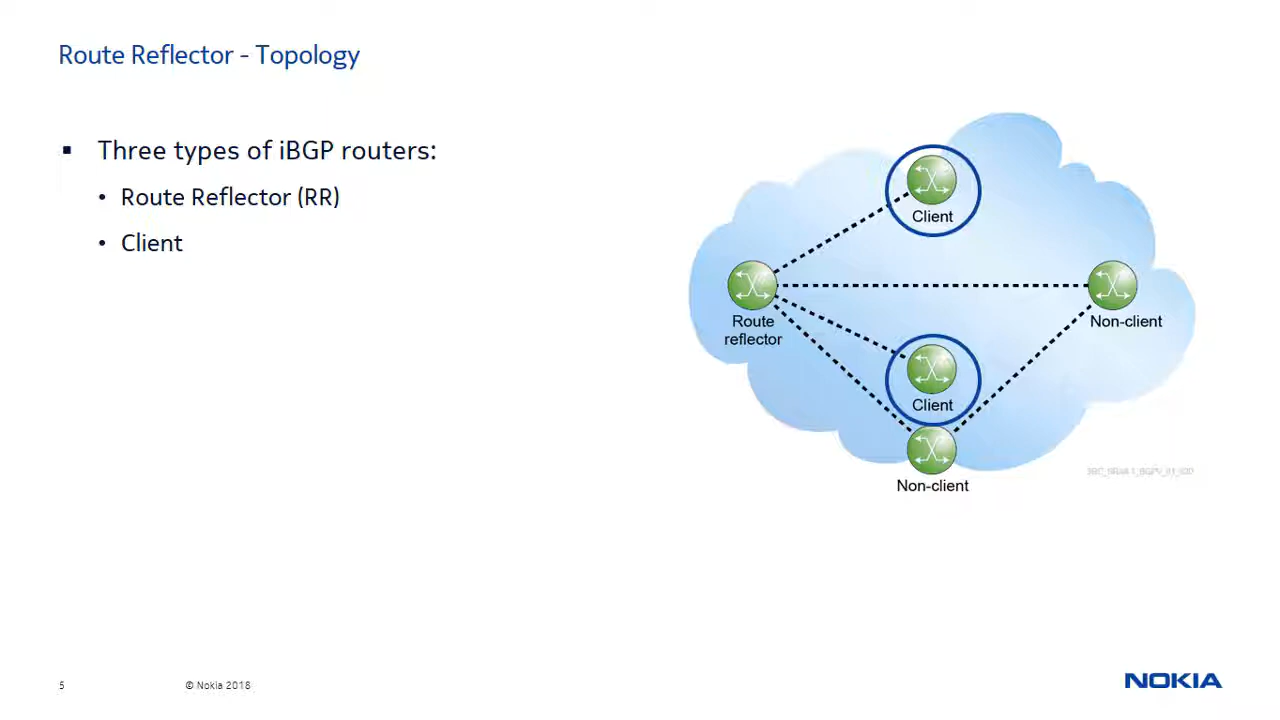 Route Reflector - Topology
▪ Three types of iBGP routers:
• Route Reflector (RR)
• Client
Client
Route
reflector
Non-client
Client
Non-client
5
© Nokia 2018
NOKIA